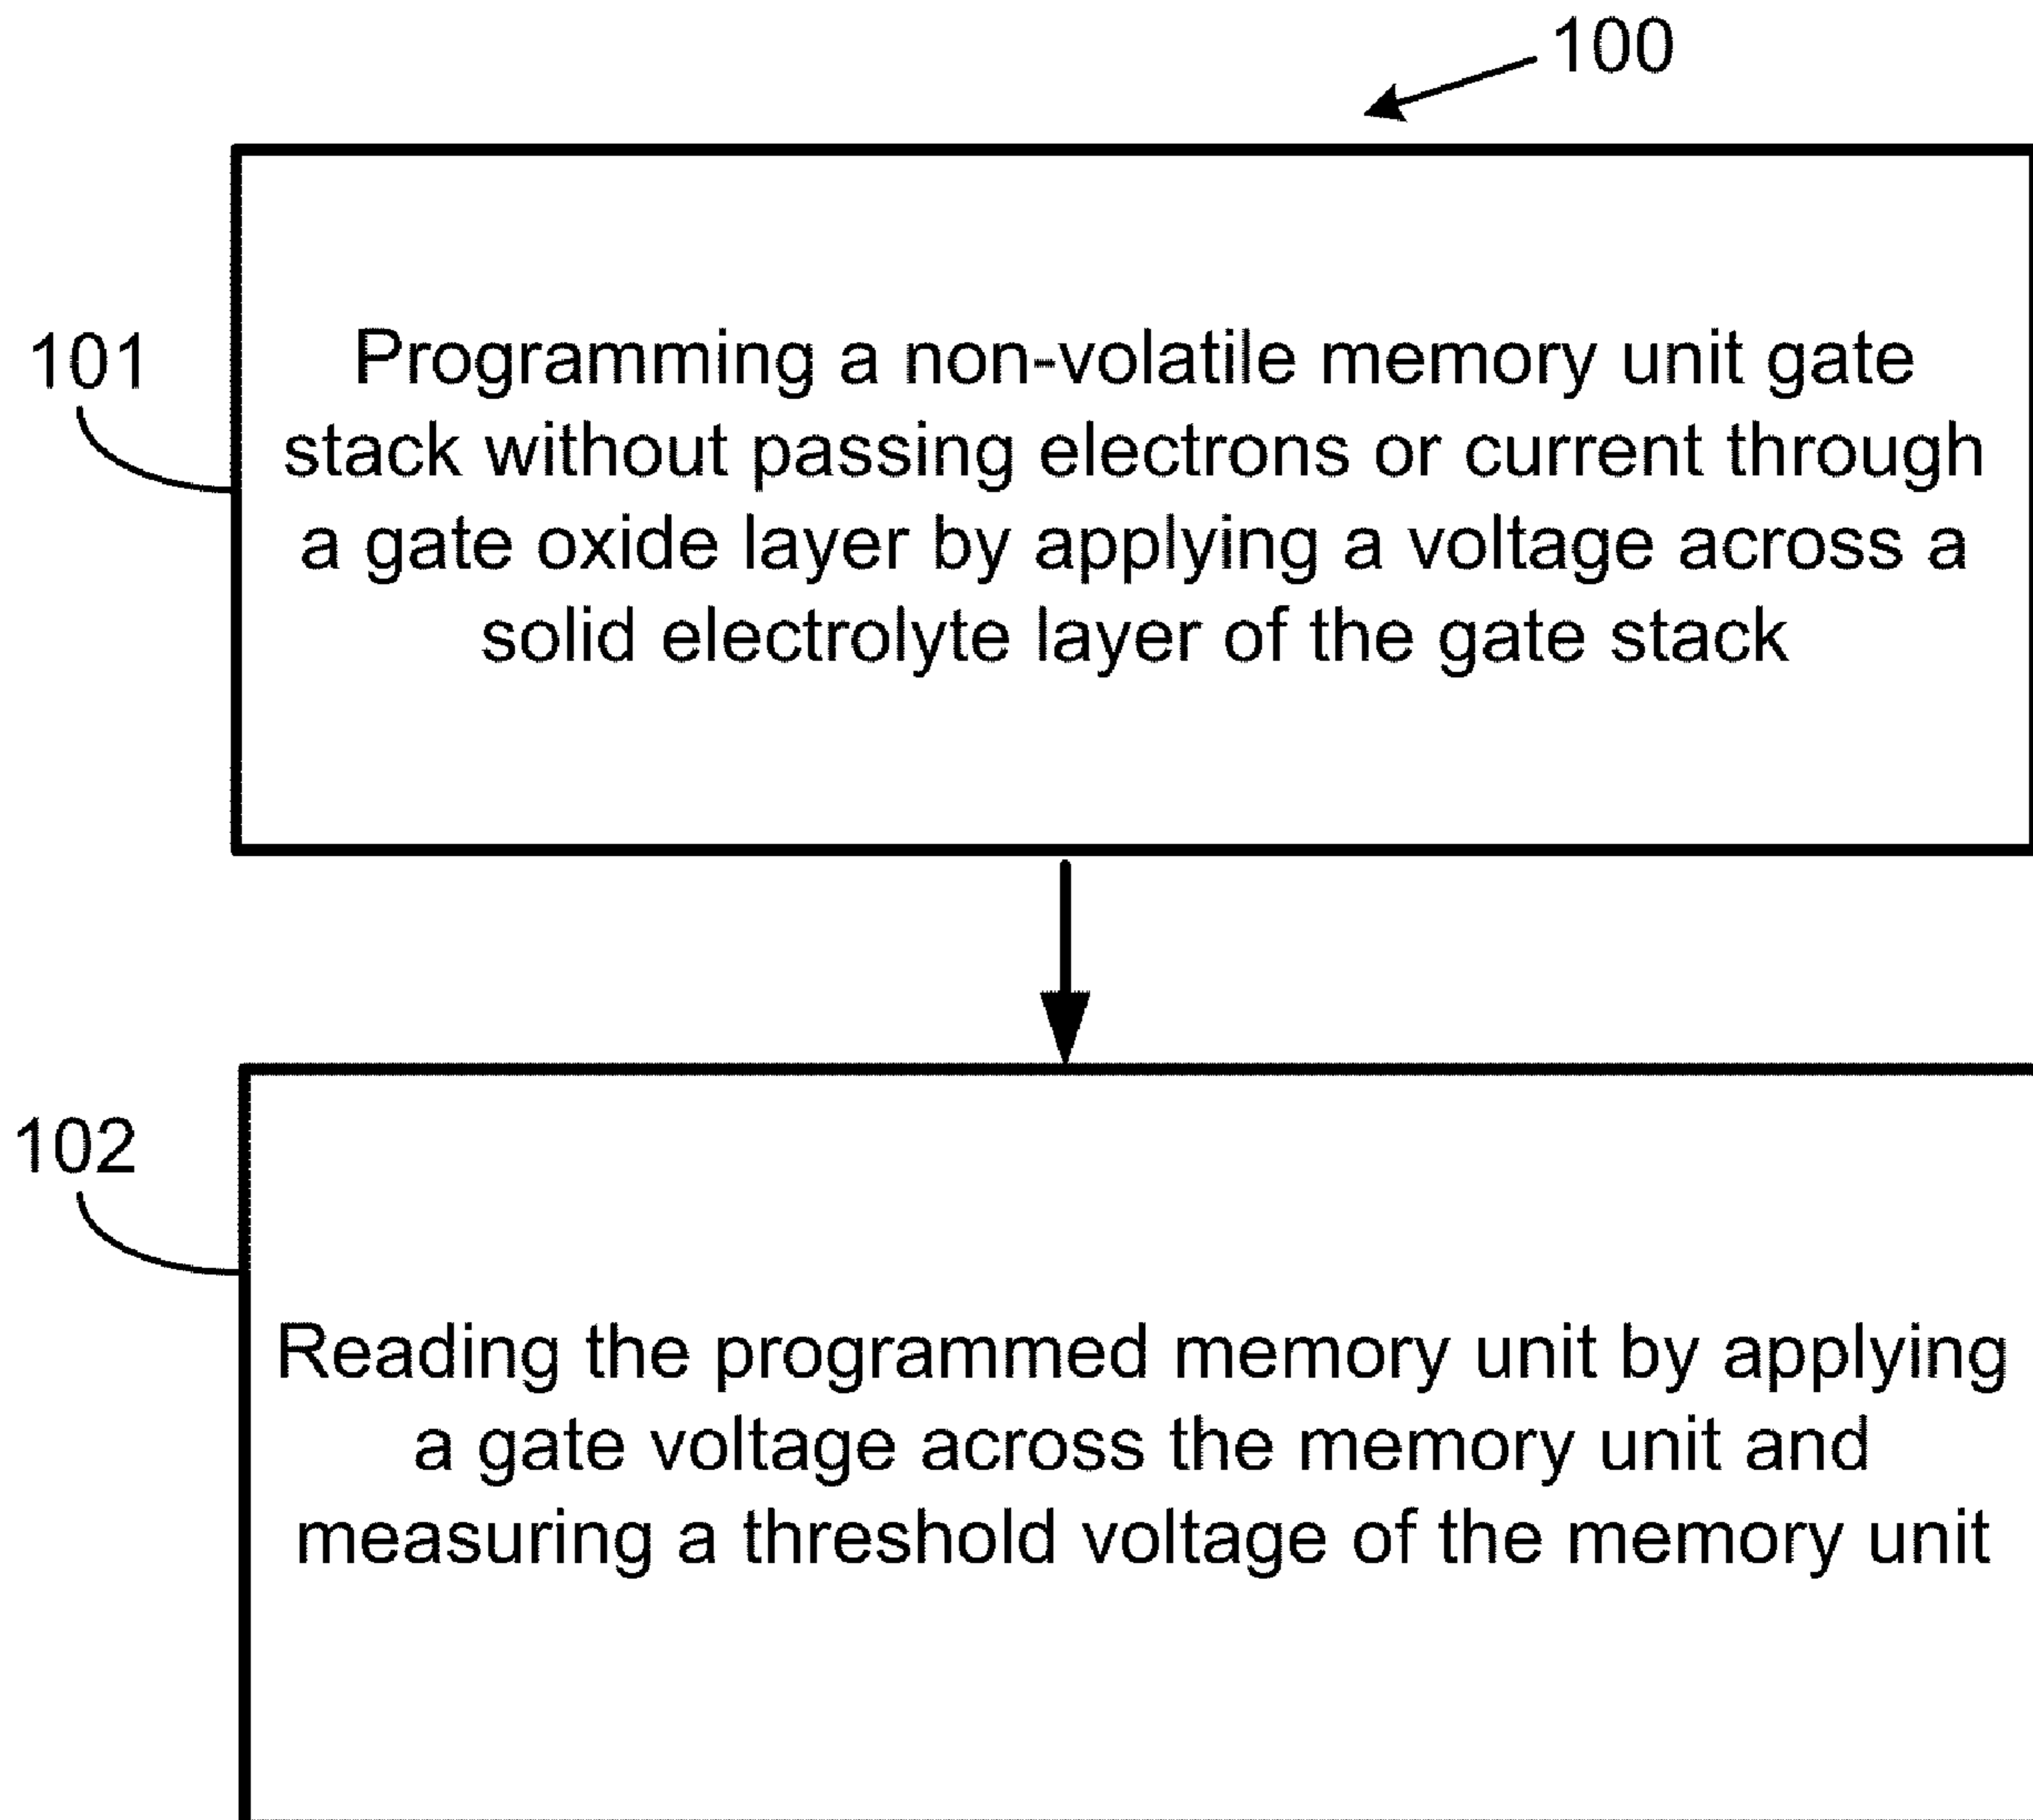 100
101
Programming a non-volatile memory unit gate
stack without passing electrons or current through
a gate oxide layer by applying a voltage across a
solid electrolyte layer of the gate stack
102
Reading the programmed memory unit by applying
a gate voltage across the memory unit and
measuring a threshold voltage of the memory unit